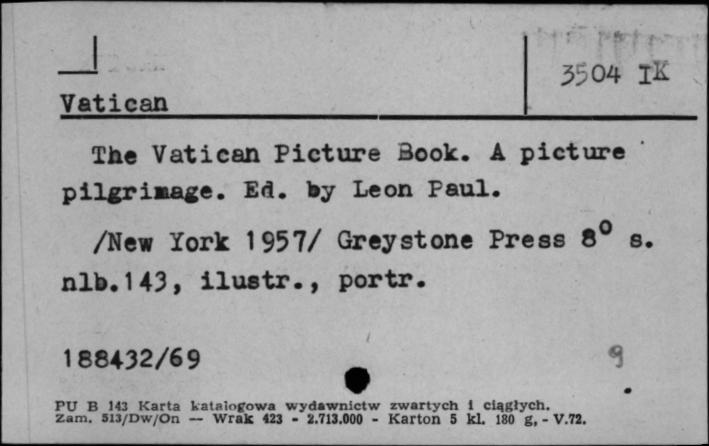 3504 IK
Vatican
The Vatican Picture Book. A picture
pilgrimage. Ed. by Leon Paul.
/New York 1957/ Greystone Press 8° s.
nlb.143, ilustr., portr.
188432/69
9
PU B 143 Karta katalogowa wydawnictw zwartych i ciągłych.
Zam. 513/Dw/On — Wrak 423 - 2.713.000 - Karton 5 kl. 180 g, - V.72.